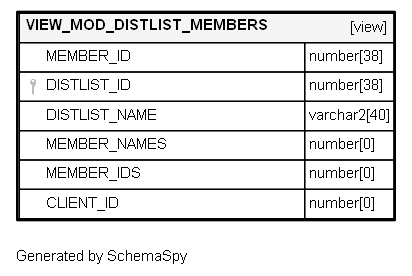 VIEW_MOD_DISTLIST_MEMBERS [view]
MEMBER_ID number[38]
DISTLIST_ID number[38]
DISTLIST_NAME varchar2[40]
MEMBER_NAMES number[0]
MEMBER_IDS number[0]
CLIENT_ID number[0]
Generated by SchemaSpy